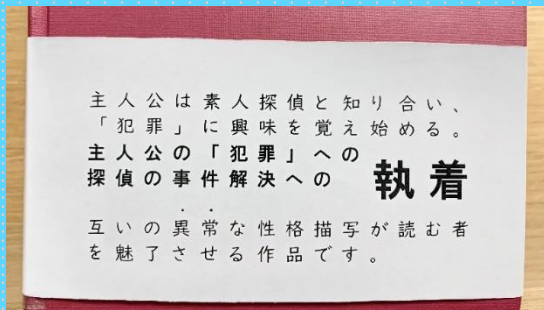 主人公は素人探偵と知り合い、
「犯罪」に興味を覚え始める。
主人公の「犯罪」への
探偵の事件解決への
執着
互いの異常な性格描写が読む者
を魅了させる作品です。